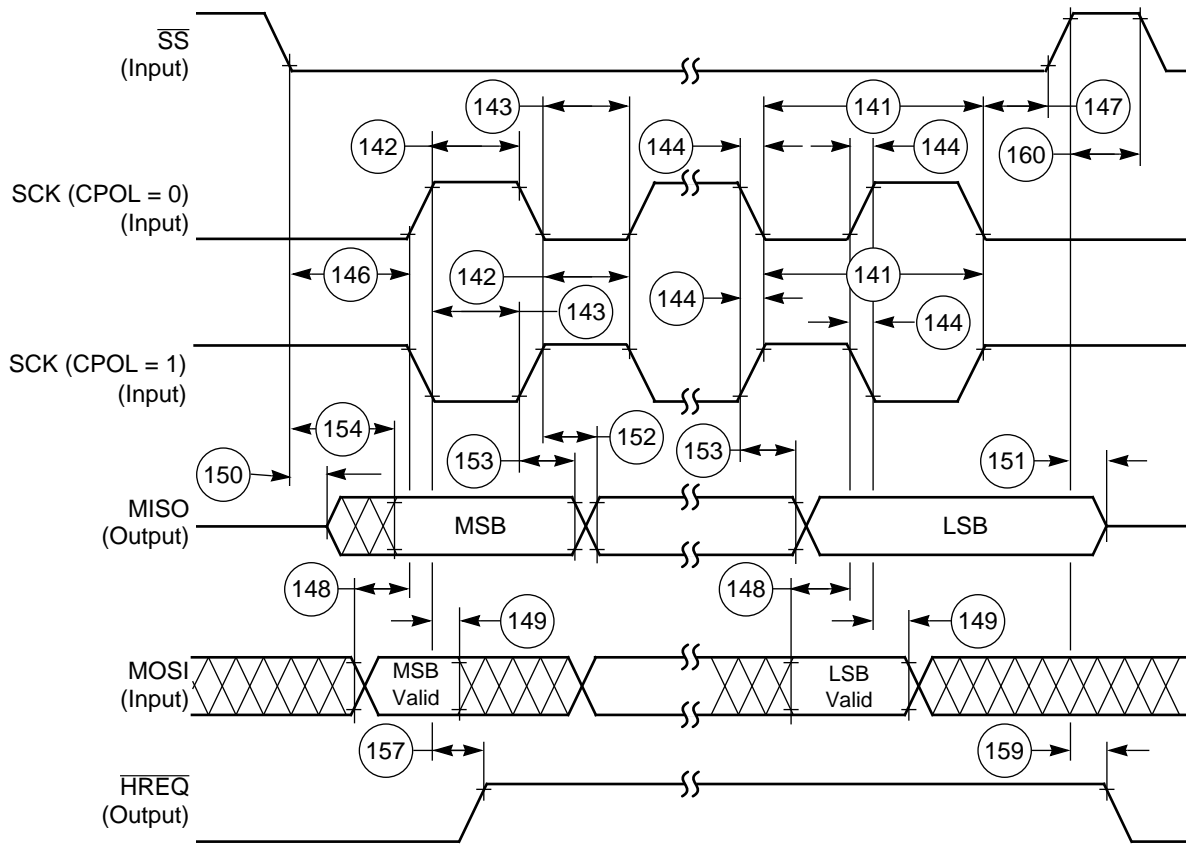 SS
(Input)
143
141
147
142
144
144
160
SCK (CPOL = 0)
(Input)
146
142
141
144
143
144
SCK (CPOL = 1)
(Input)
154
152
150
153
153
151
MISO
(Output)
MSB
LSB
148
148
149
149
MOSI
(Input)
MSB
Valid
LSB
Valid
157
159
HREQ
(Output)